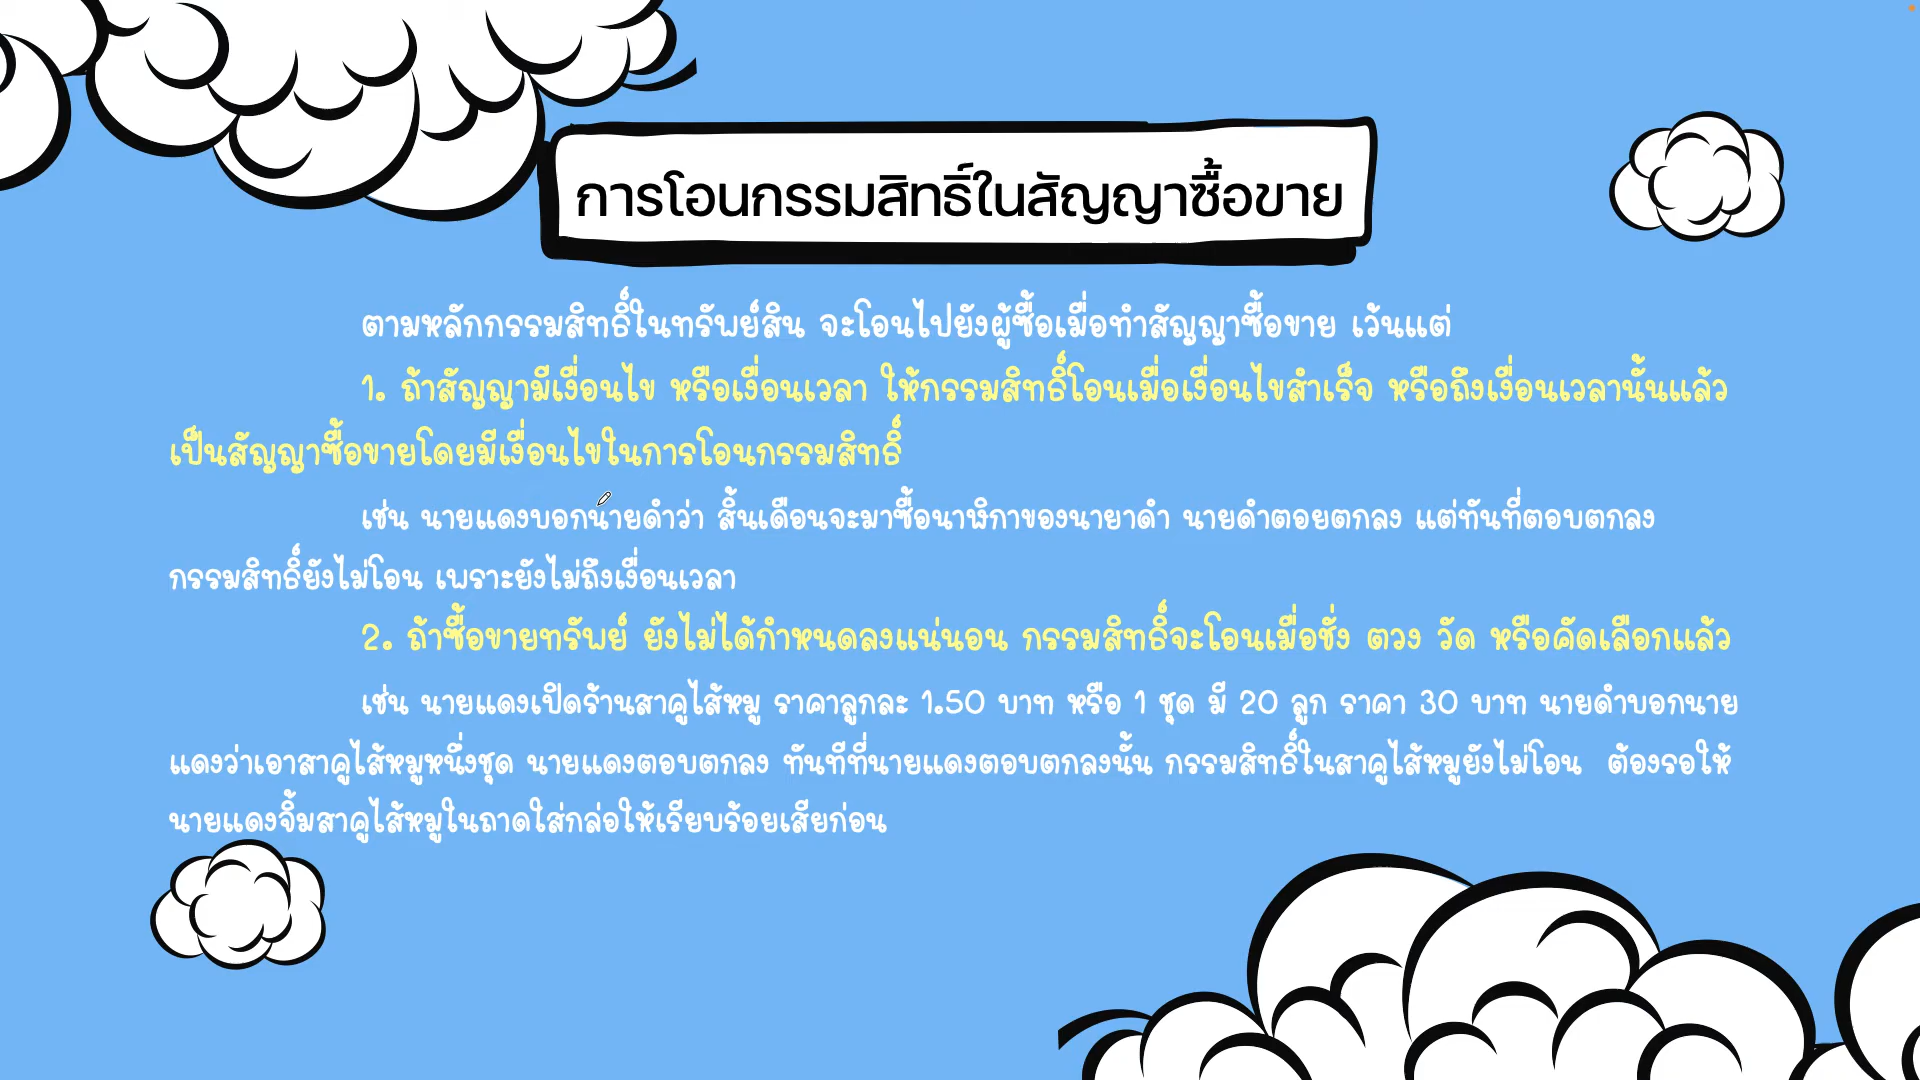 การโอนกรรมสิทธิ์ในสัญญาซื้อขาย
ตามหลักกรรมสิทธิ์ในทรัพย์สิน จะโอนไปยังผู้ซื้อเมื่อทำสัญญาซื้อขาย เว้นแต่
1. ถ้าสัญญามีเงื่อนไข หรือเงื่อนเวลา ให้กรรมสิทธิ์โอนเมื่อเงื่อนไขสำเร็จ หรือถึงเงื่อนเวลานั้นแล้ว
เป็นสัญญาซื้อขายโดยมีเงื่อนไขในการโอนกรรมสิทธิ์
เช่น นายแดงบอกนายดำว่า สิ้นเดือนจะมาซื้อนาฬิกาของนายาดำ นายดำตอยตกลง แต่ทันที่ตอบตกลง
กรรมสิทธิ์ยังไม่โอน เพราะยังไม่ถึงเงื่อนเวลา
2. ถ้าซื้อขายทรัพย์ ยังไม่ได้กำหนดลงแน่นอน กรรมสิทธิ์จะโอนเมื่อชั่ง ตวง วัด หรือคัดเลือกแล้ว
เช่น นายแดงเปิดร้านสาคูไส้หมู ราคาลูกละ 1.50 บาท หรือ 1 ชุด มี 20 ลูก ราคา 30 บาท นายดำบอกนาย
แดงว่าเอาสาคูไส้หมูหนึ่งชุด นายแดงตอบตกลง ทันทีที่นายแดงตอบตกลงนั้น กรรมสิทธิ์ในสาคูไส้หมูยังไม่โอน ต้องรอให้
นายแดงจิ้มสาคูไส้หมูในถาดใส่กล่อให้เรียบร้อยเสียก่อน